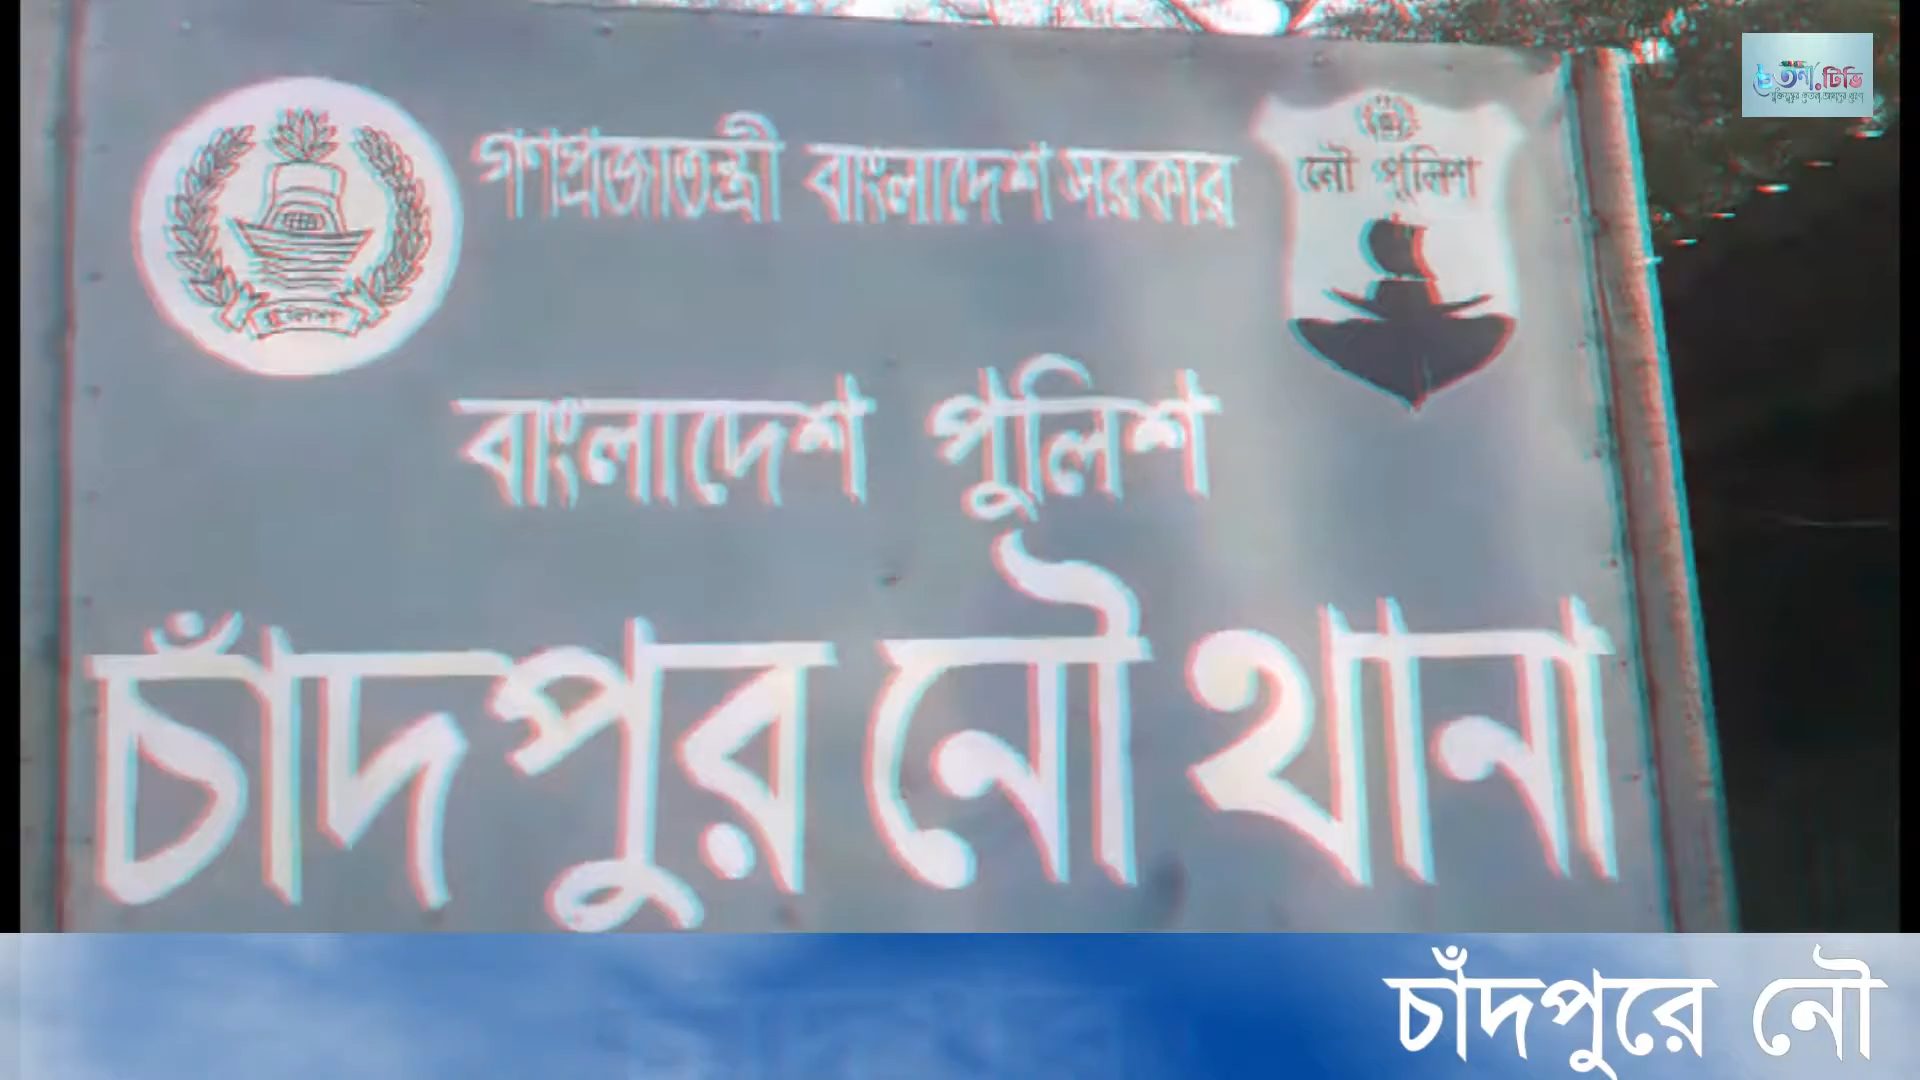 গণপ্রজাতন্ত্রী বাংলাদেশ সরকার
নৌ পুলিশ
পুলিশ
বাংলাদেশ পুলিশ
চাঁদপুর নৌ থানা
টিভি
চাঁদপুরে নৌ